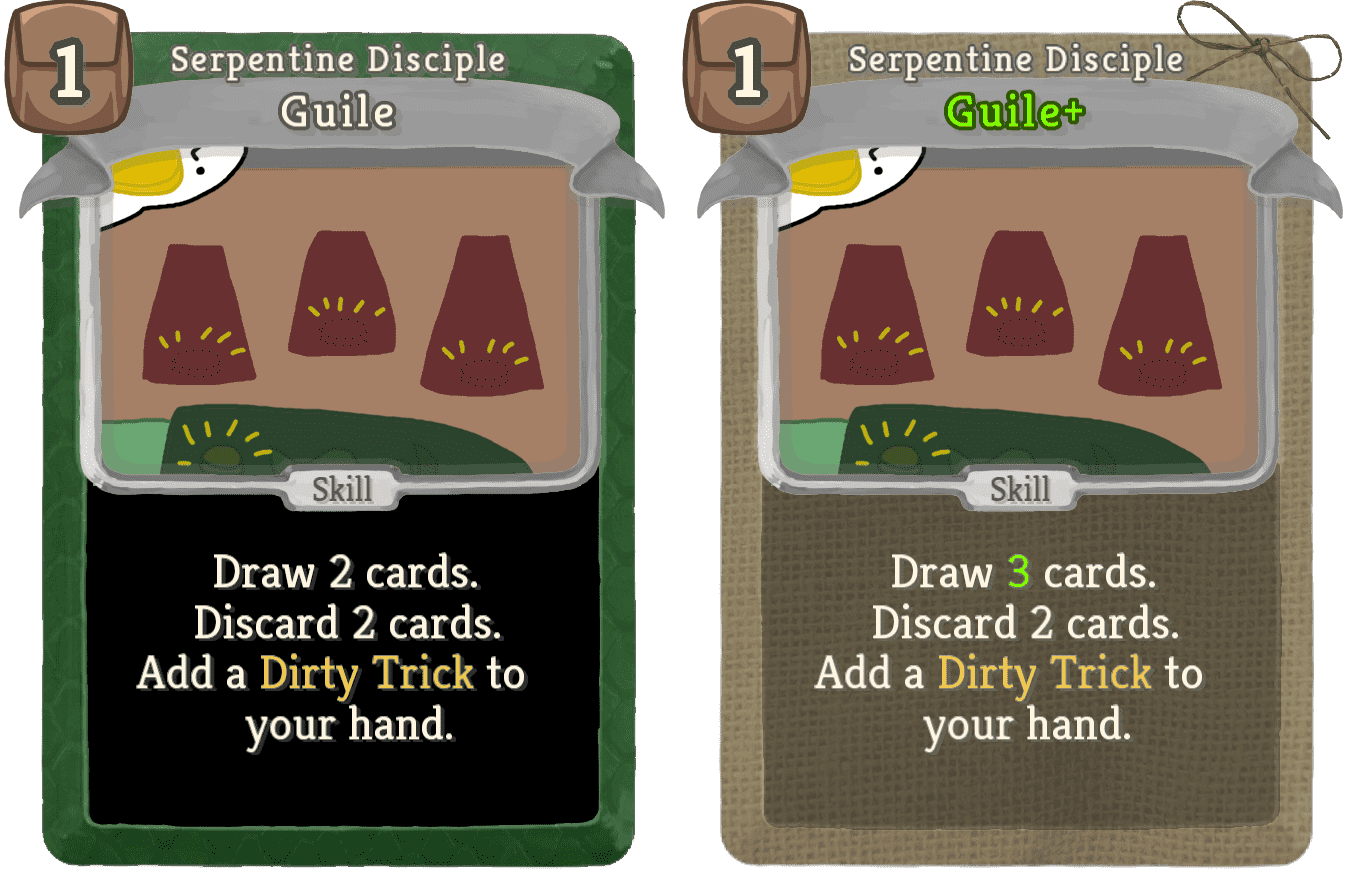 1
Serpentine Disciple
Guile
?
Skill
Draw 2 cards.
Discard 2 cards.
Add a Dirty Trick to
your hand.
1
Serpentine Disciple
Guile+
?
Skill
Draw 3 cards.
Discard 2 cards.
Add a Dirty Trick to
your hand.